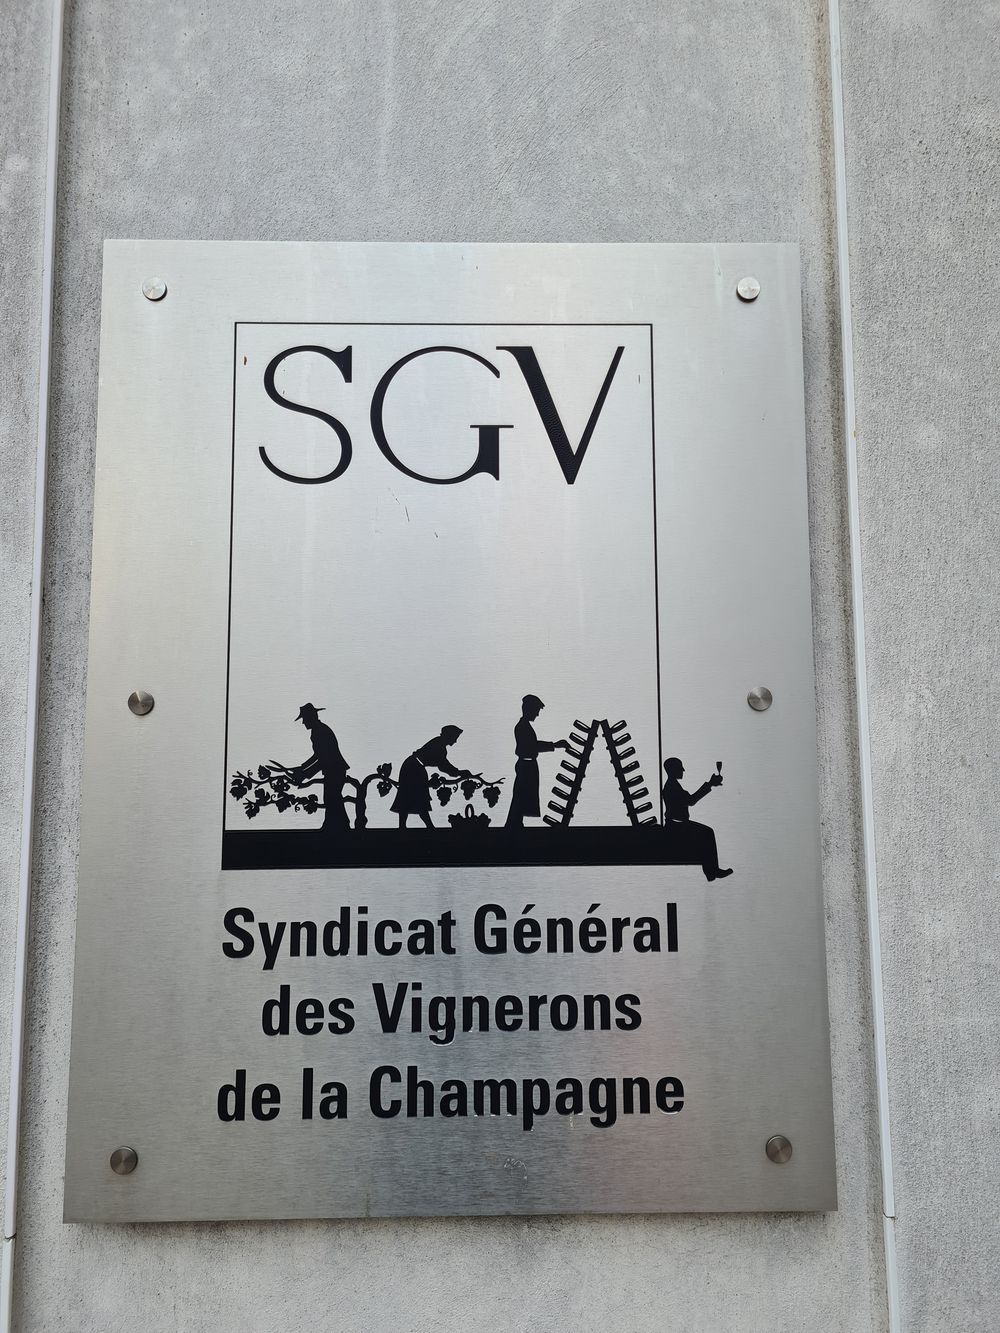 SGV
Syndicat Général
des Vignerons
de la Champagne